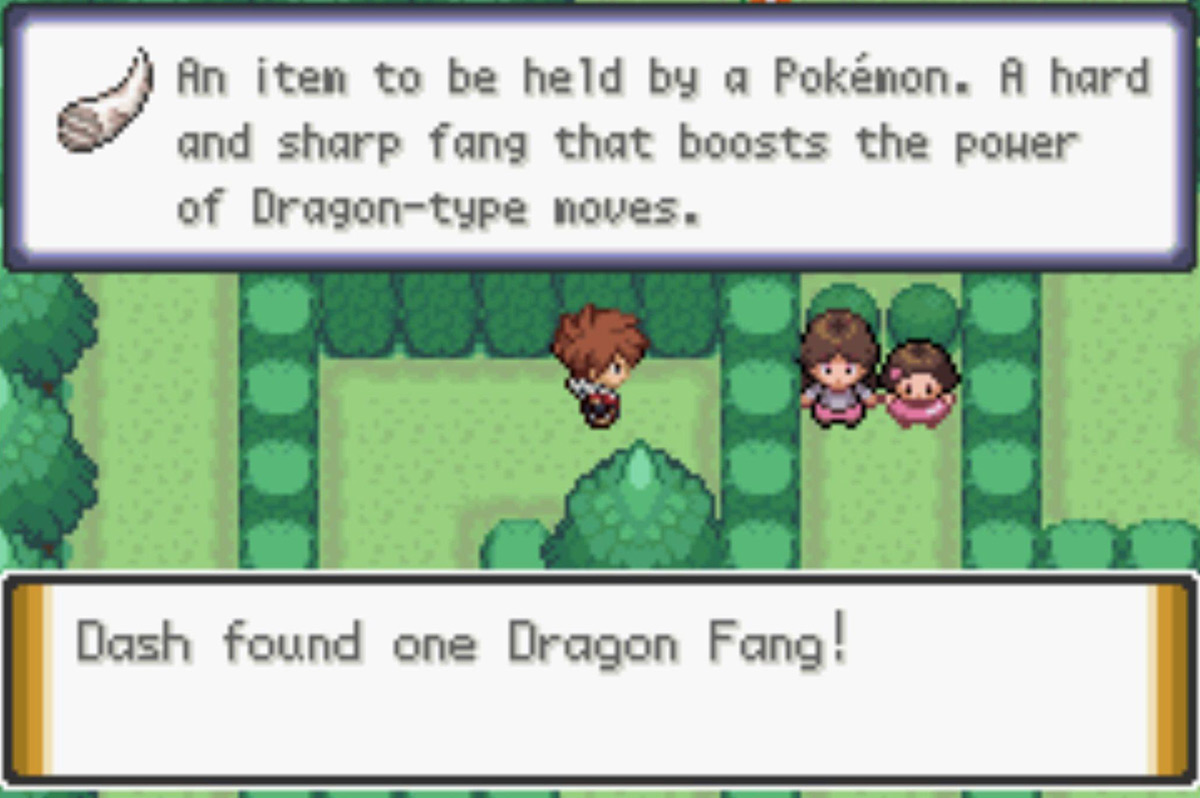 An item to be held by a Pokémon. A hard
and sharp fang that boosts the power
of Dragon-type moves.
Dash found one Dragon Fang!